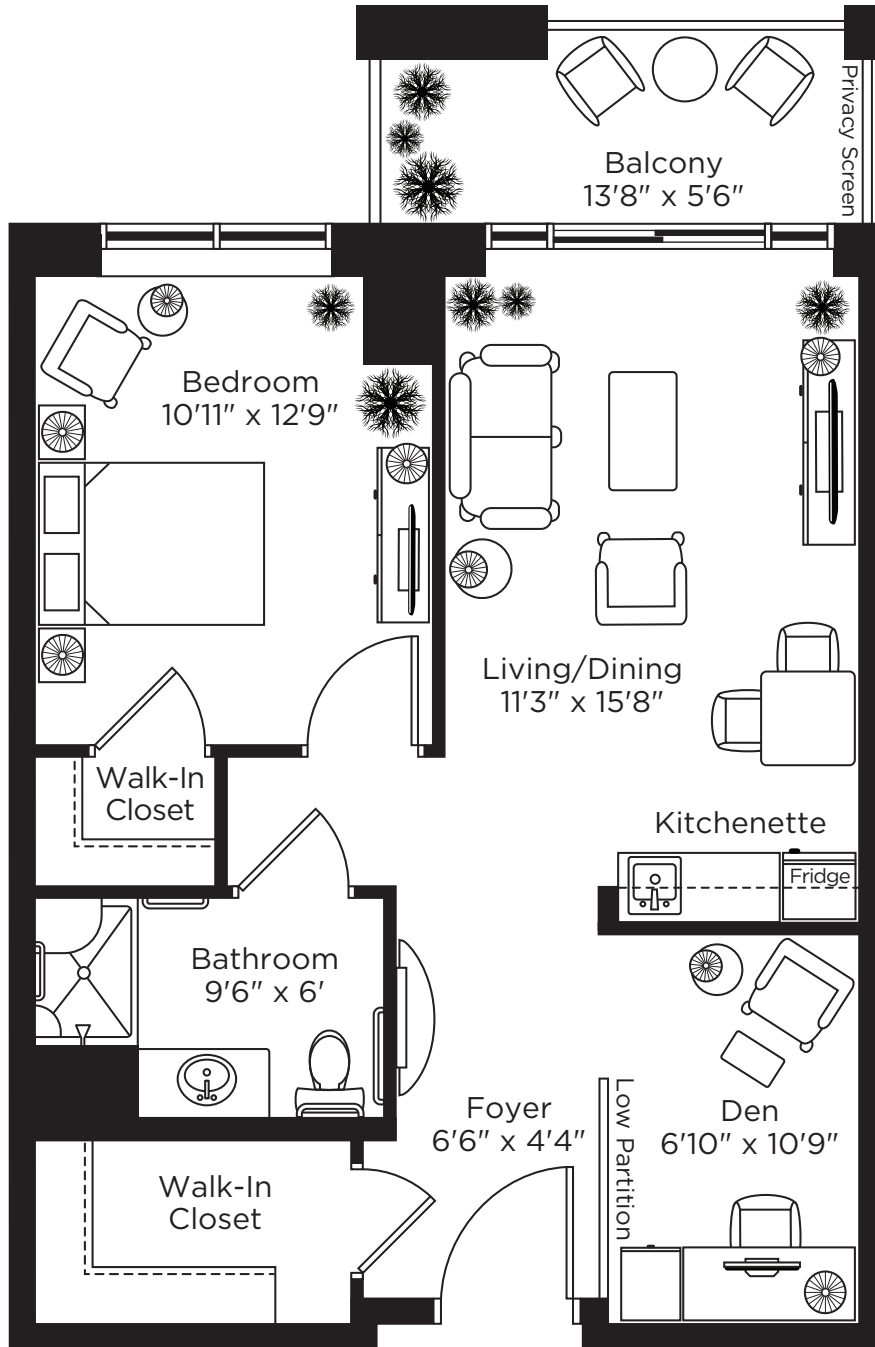 Privacy Screen
Balcony
13'8" x 5'6"
Bedroom
10'11" x 12'9"
Living/Dining
11'3" x 15'8"
Walk-In
Closet
Kitchenette
Fridge
Bathroom
9'6" x 6'
Foyer
6'6" x 4'4"
Low Partition
Den
6'10" x 10'9"
Walk-In
Closet